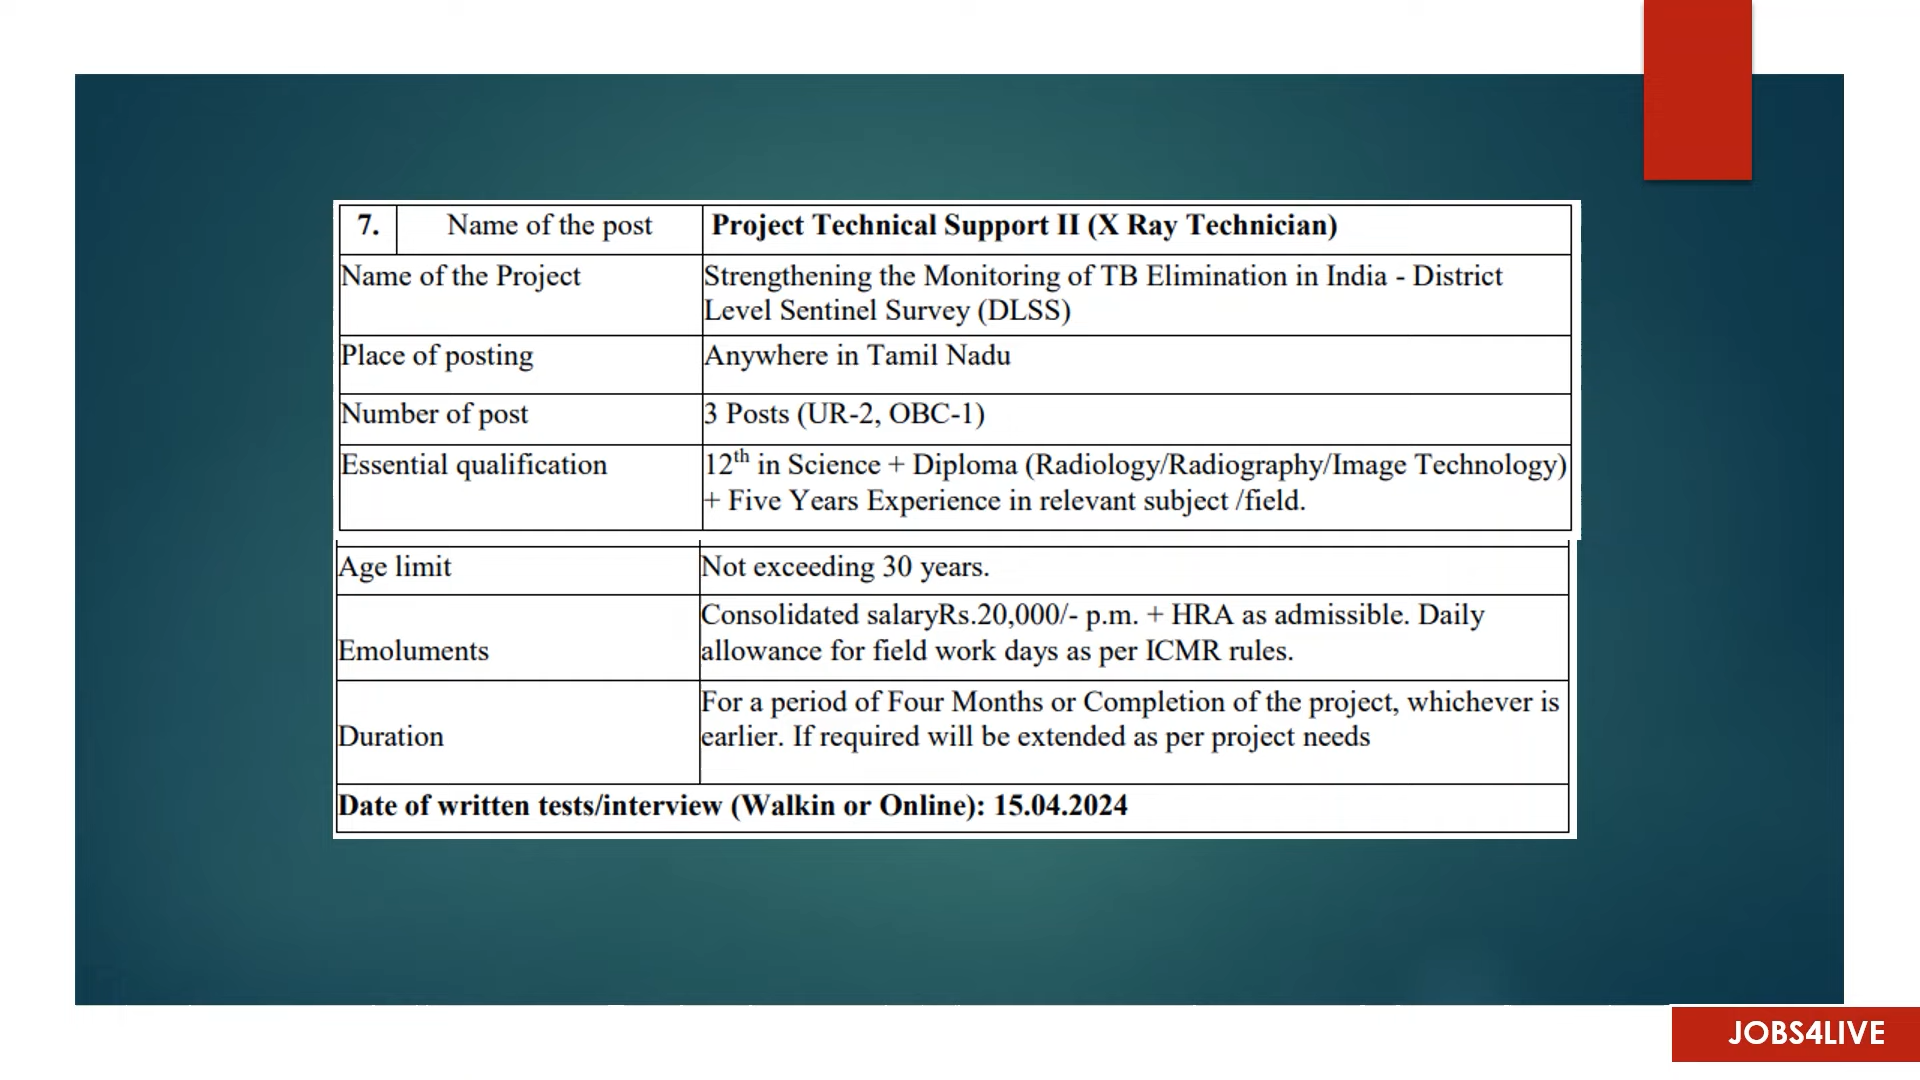 7. Name of the post Project Technical Support II (X Ray Technician)
Name of the Project Strengthening the Monitoring of TB Elimination in India - District
Level Sentinel Survey (DLSS)
Place of posting Anywhere in Tamil Nadu
Number of post 3 Posts (UR-2, OBC-1)
Essential qualification 12th in Science + Diploma (Radiology/Radiography/Image Technology)
+ Five Years Experience in relevant subject /field.
Age limit Not exceeding 30 years.
Consolidated salaryRs.20,000/- p.m. + HRA as admissible. Daily
Emoluments allowance for field work days as per ICMR rules.
For a period of Four Months or Completion of the project, whichever is
Duration earlier. If required will be extended as per project needs
Date of written tests/interview (Walkin or Online): 15.04.2024
JOBS4LIVE